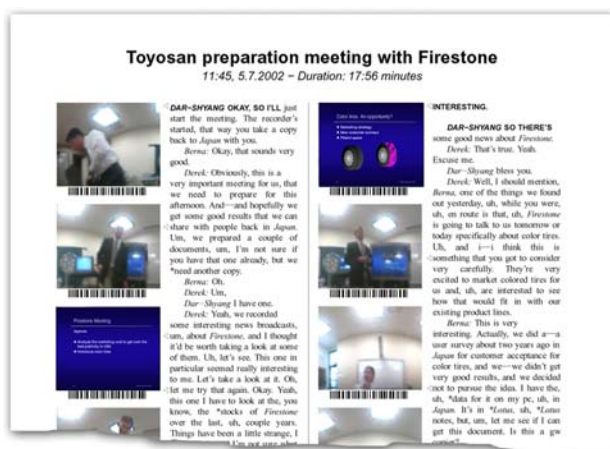 Toyosan preparation meeting with Firestone
11:45, 5.7.2002 – Duration: 17:56 minutes
DAR–SHYANG OKAY, SO I'LL just
start the meeting. The recorder's
started, that way you take a copy
back to Japan with you.
Berna: Okay, that sounds very
good.
Derek: Obviously, this is a
very important meeting for us, that
we need to prepare for this
afternoon. And––and hopefully we
get some good results that we can
share with people back in Japan.
Um, we prepared a couple of
documents, um, I'm not sure if
you have that one already, but we
*need another copy.
Berna: Oh.
Derek: Um,
Dar–Shyang I have one.
Derek: Yeah, we recorded
some interesting news broadcasts,
um, about Firestone, and I thought
it'd be worth taking a look at some
of them. Uh, let's see. This one in
particular seemed really interesting
to me. Let's take a look at it. Oh,
let me try that again. Okay. Yeah,
this one I have to look at the, you
know, the *stocks of Firestone
over the last, uh, couple years.
Things have been a little strange, I
I'm not sure what
Firestone Meeting
Agenda
Color tires: An opportunity?
Marketing strategy
New customer surveys
INTERESTING.
DAR–SHYANG SO THERE'S
some good news about Firestone.
Derek: That's true. Yeah.
Excuse me.
Dar–Shyang bless you.
Derek: Well, I should mention,
Berna, one of the things we found
out yesterday, uh, while you were,
uh, en route is that, uh, Firestone
is going to talk to us tomorrow or
today specifically about color tires.
Uh, and i––i think this is
something that you got to consider
very carefully. They're very
excited to market colored tires for
us and, uh, are interested to see
how that would fit in with our
existing product lines.
Berna: This is very
interesting. Actually, we did a––a
user survey about two years ago in
Japan for customer acceptance for
color tires, and we––we didn't get
very good results, and we decided
not to pursue the idea. I have the,
uh, *data for it on my pc, uh, in
Japan. It's in *Lotus, uh, *Lotus
notes, but, um, let me see if I can
get this document. Is this a gw
copier?